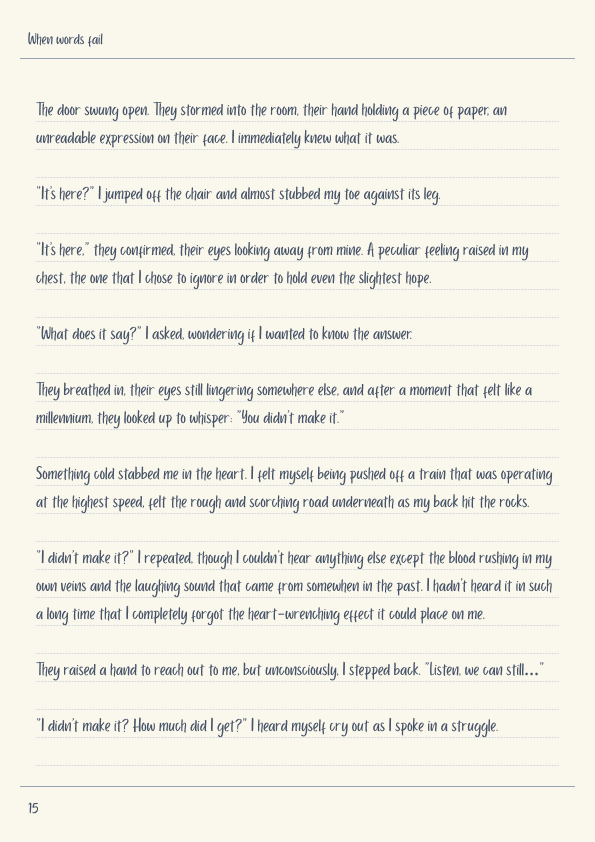 When words fail
The door swung open. They stormed into the room, their hand holding a piece of paper, an
unreadable expression on their face. I immediately knew what it was.
"It's here?" I jumped off the chair and almost stubbed my toe against its leg.
"It's here," they confirmed, their eyes looking away from mine. A peculiar feeling raised in my
chest, the one that I chose to ignore in order to hold even the slightest hope.
"What does it say?" I asked, wondering if I wanted to know the answer.
They breathed in, their eyes still lingering somewhere else, and after a moment that felt like a
millennium, they looked up to whisper: "You didn't make it."
Something cold stabbed me in the heart. I felt myself being pushed off a train that was operating
at the highest speed, felt the rough and scorching road underneath as my back hit the rocks.
"I didn't make it?" I repeated, though I couldn't hear anything else except the blood rushing in my
own veins and the laughing sound that came from somewhen in the past. I hadn't heard it in such
a long time that I completely forgot the heart-wrenching effect it could place on me.
They raised a hand to reach out to me, but unconsciously, I stepped back. "Listen, we can still..."
"I didn't make it? How much did I get?" I heard myself cry out as I spoke in a struggle.
15